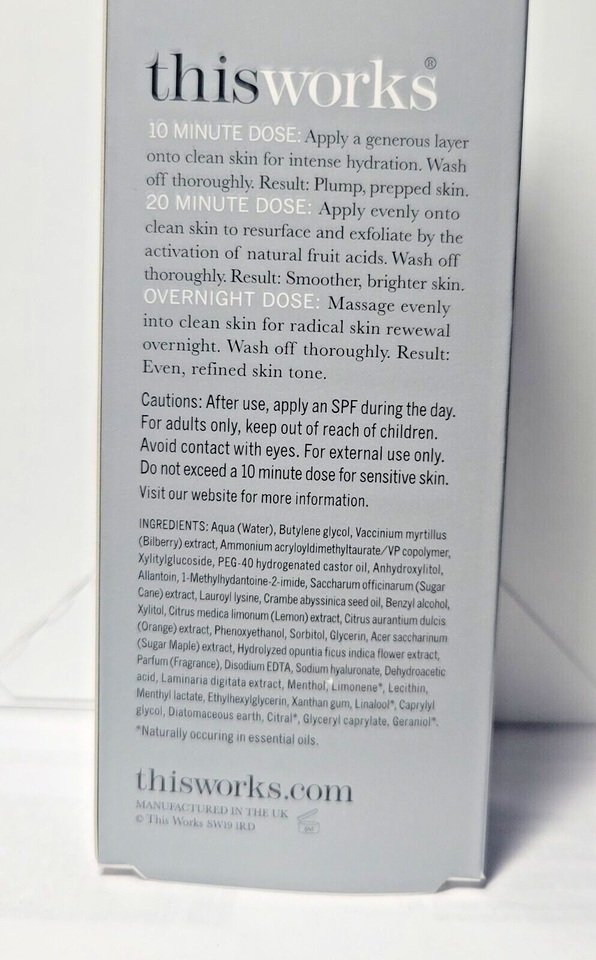 thisworks®
10 MINUTE DOSE: Apply a generous layer
onto clean skin for intense hydration. Wash
off thoroughly. Result: Plump, prepped skin.
20 MINUTE DOSE: Apply evenly onto
clean skin to resurface and exfoliate by the
activation of natural fruit acids. Wash off
thoroughly. Result: Smoother, brighter skin.
OVERNIGHT DOSE: Massage evenly
into clean skin for radical skin rewewal
overnight. Wash off thoroughly. Result:
Even, refined skin tone.
Cautions: After use, apply an SPF during the day.
For adults only, keep out of reach of children.
Avoid contact with eyes. For external use only.
Do not exceed a 10 minute dose for sensitive skin.
Visit our website for more information.
INGREDIENTS: Aqua (Water), Butylene glycol, Vaccinium myrtillus
(Bilberry) extract, Ammonium acryloyldimethyltaurate/VP copolymer,
Xylitylglucoside, PEG-40 hydrogenated castor oil, Anhydroxylitol,
Allantoin, 1-Methylhydantoine-2-imide, Saccharum officinarum (Sugar
Cane) extract, Lauroyl lysine, Crambe abyssinica seed oil, Benzyl alcohol,
Xylitol, Citrus medica limonum (Lemon) extract, Citrus aurantium dulcis
(Orange) extract, Phenoxyethanol, Sorbitol, Glycerin, Acer saccharinum
(Sugar Maple) extract, Hydrolyzed opuntia ficus indica flower extract,
Parfum (Fragrance), Disodium EDTA, Sodium hyaluronate, Dehydroacetic
acid, Laminaria digitata extract, Menthol, Limonene*, Lecithin,
Menthyl lactate, Ethylhexylglycerin, Xanthan gum, Linalool*, Caprylyl
glycol, Diatomaceous earth, Citral*, Glyceryl caprylate, Geraniol*.
*Naturally occuring in essential oils.
thisworks.com
MANUFACTURED IN THE UK
© This Works SW19 1RD